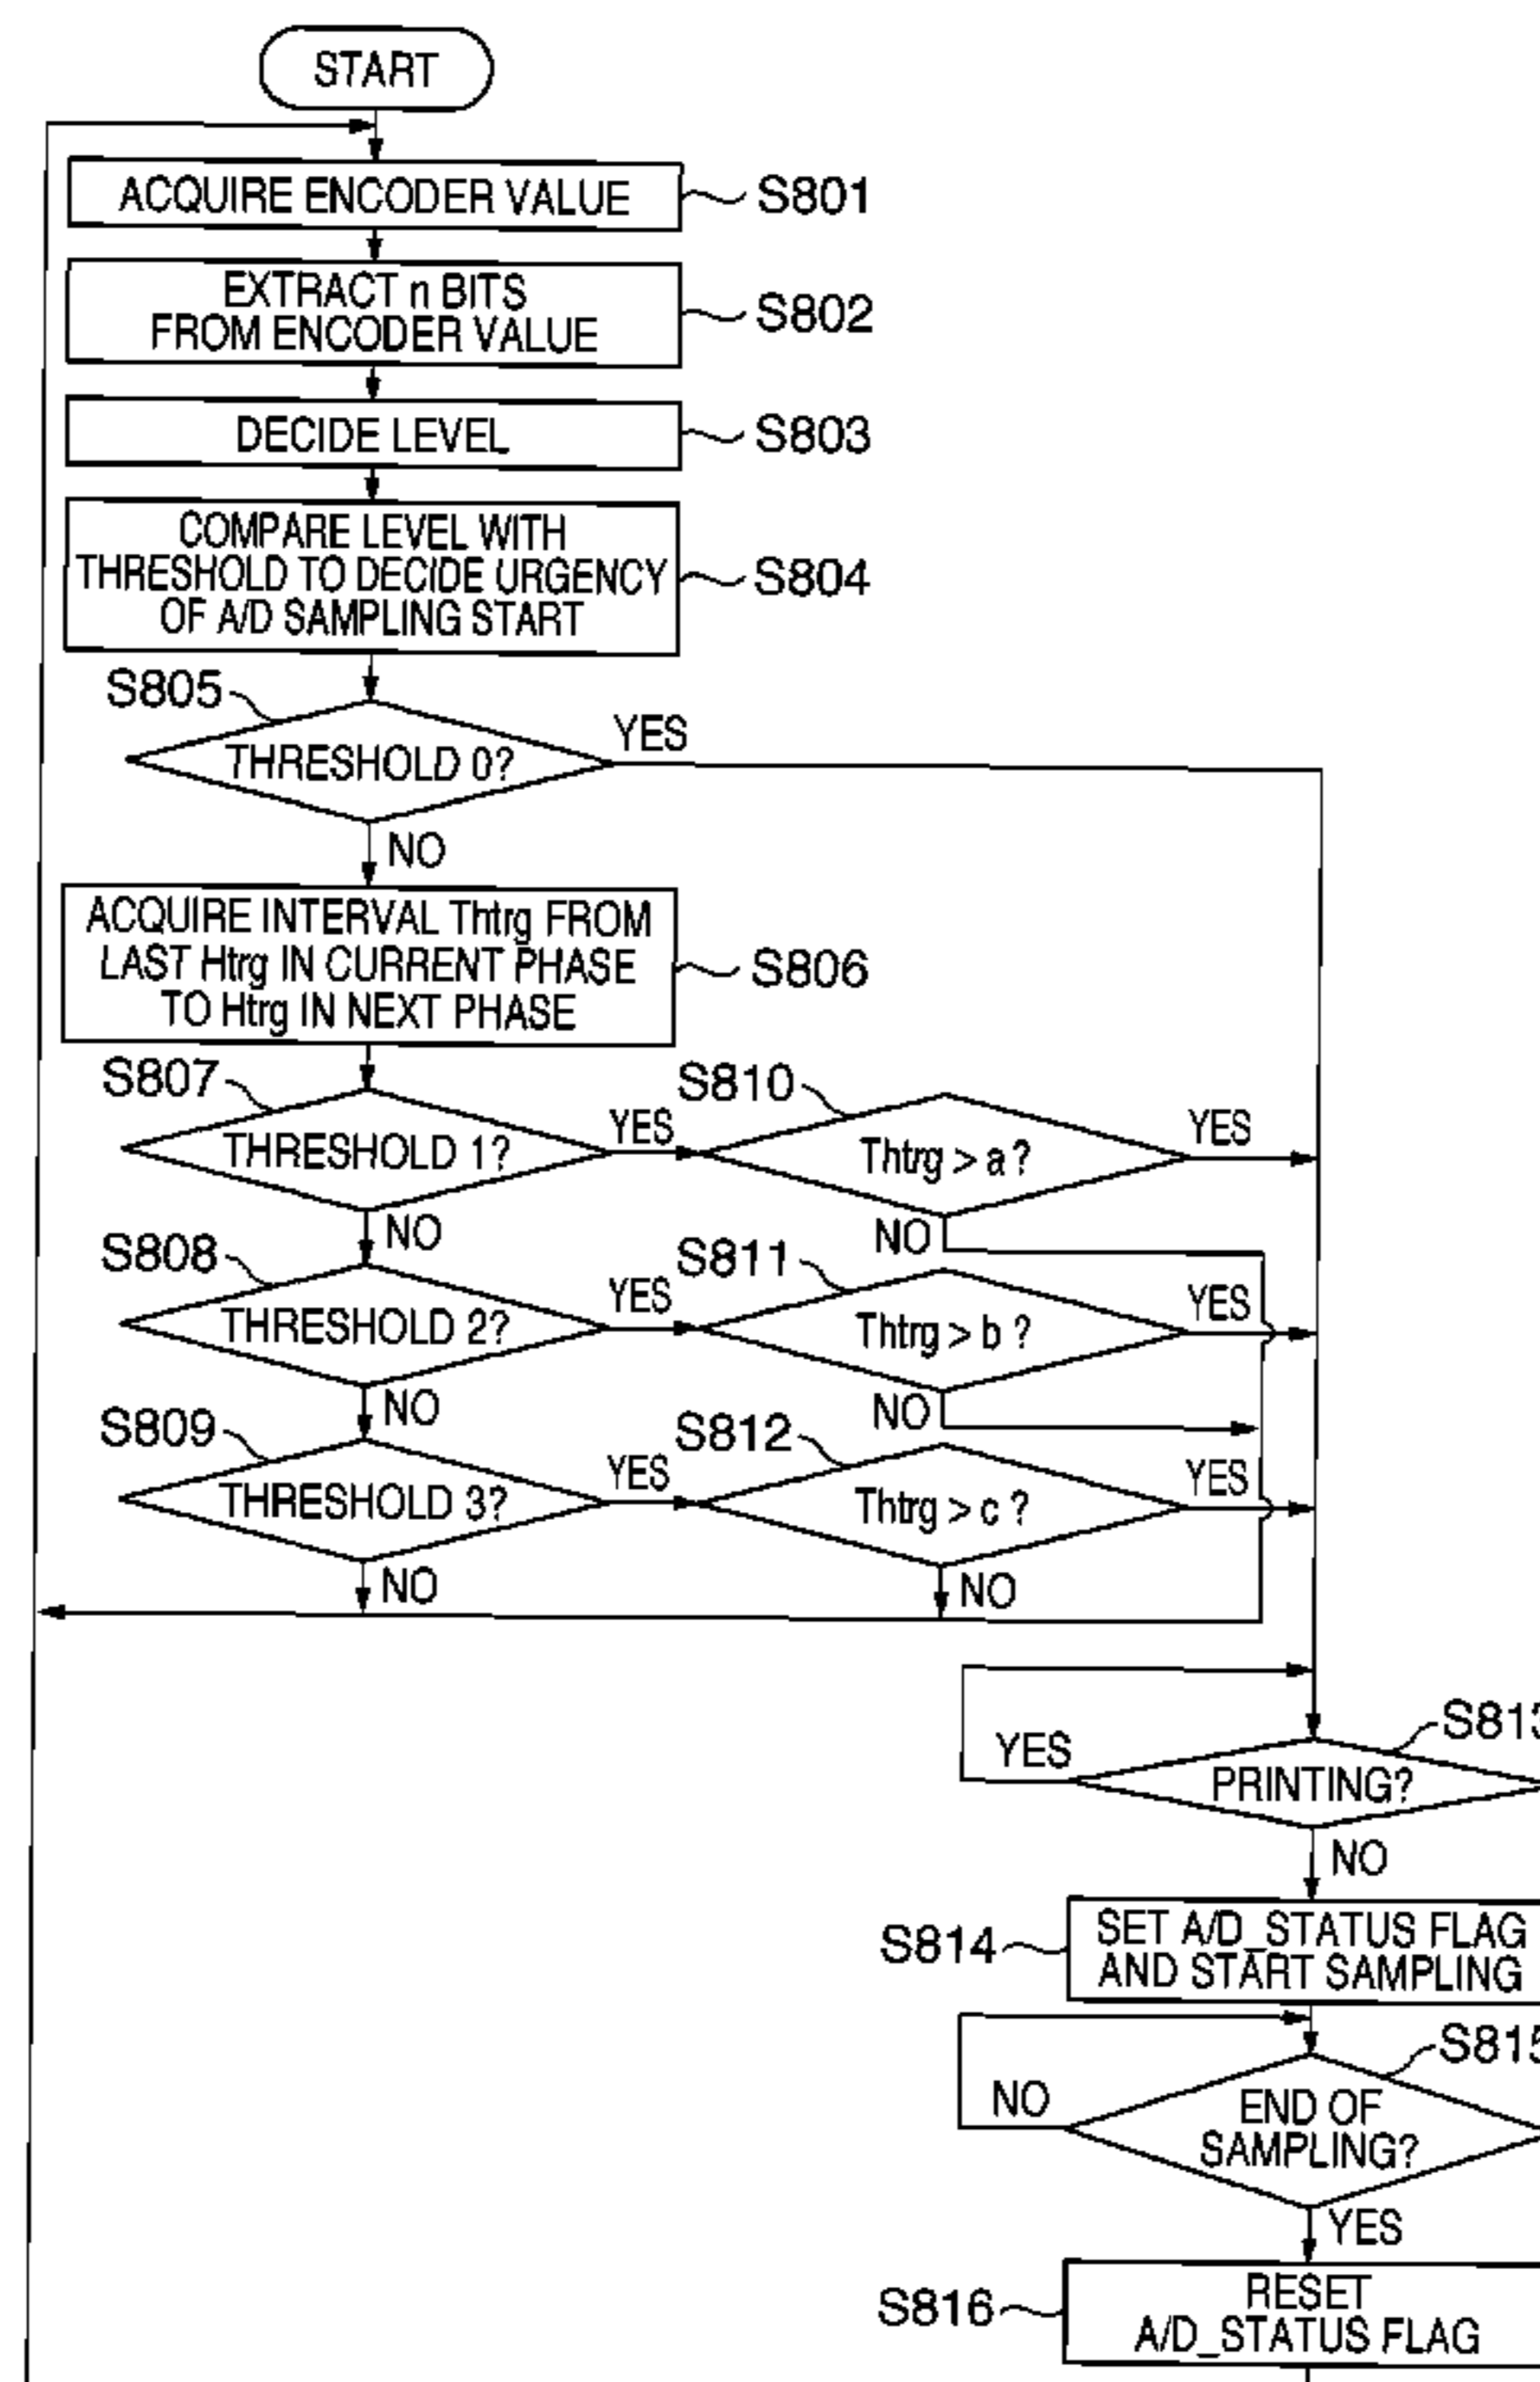 START
ACQUIRE ENCODER VALUE
S801
EXTRACT n BITS
FROM ENCODER VALUE
S802
DECIDE LEVEL
S803
COMPARE LEVEL WITH
THRESHOLD TO DECIDE URGENCY
OF A/D SAMPLING START
S804
S805
THRESHOLD 0?
YES
NO
ACQUIRE INTERVAL Thtrg FROM
LAST Htrg IN CURRENT PHASE
TO Htrg IN NEXT PHASE
S806
S807
THRESHOLD 1?
YES
S810
Thtrg > a ?
YES
NO
NO
S808
THRESHOLD 2?
YES
S811
Thtrg > b ?
YES
NO
NO
S809
THRESHOLD 3?
YES
S812
Thtrg > c ?
YES
NO
NO
S813
YES
PRINTING?
NO
S814
SET A/D_STATUS FLAG
AND START SAMPLING
S815
NO
END OF
SAMPLING?
YES
S816
RESET
A/D_STATUS FLAG